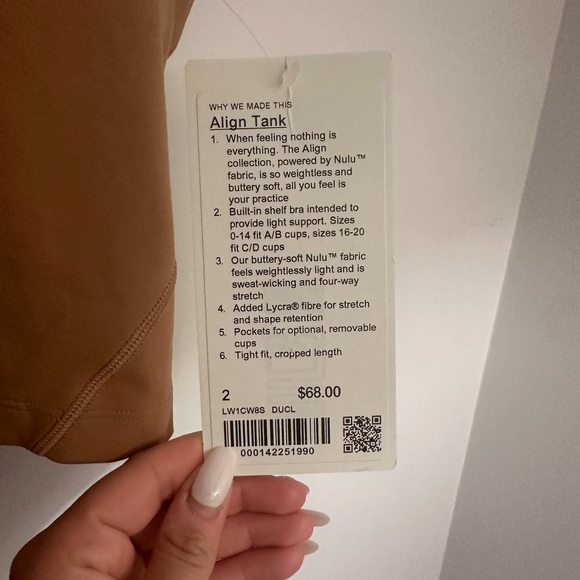 WHY WE MADE THIS
Align Tank
1. When feeling nothing is
everything. The Align
collection, powered by Nulu™
fabric, is so weightless and
buttery soft, all you feel is
your practice
2. Built-in shelf bra intended to
provide light support. Sizes
0-14 fit A/B cups, sizes 16-20
fit C/D cups
3. Our buttery-soft Nulu™ fabric
feels weightlessly light and is
sweat-wicking and four-way
stretch
4. Added Lycra® fibre for stretch
and shape retention
5. Pockets for optional, removable
cups
6. Tight fit, cropped length
2 $68.00
LW1CW8S DUCL
000142251990